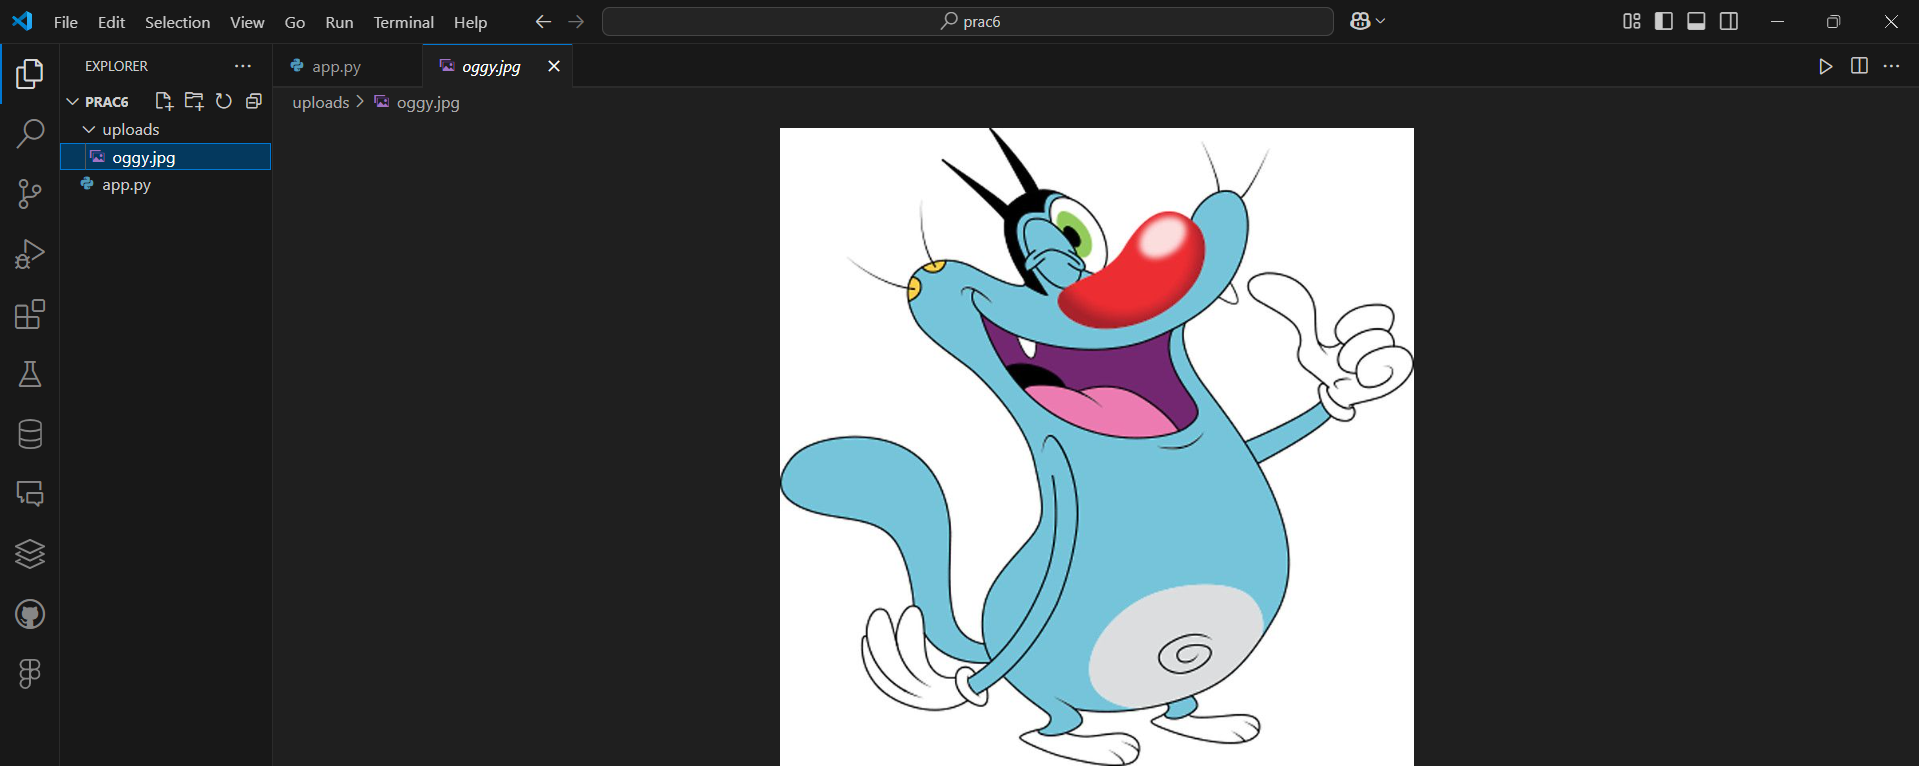 File Edit Selection View Go Run Terminal Help prac6
EXPLORER
app.py oggy.jpg
PRAC6
uploads > oggy.jpg
uploads
oggy.jpg
app.py